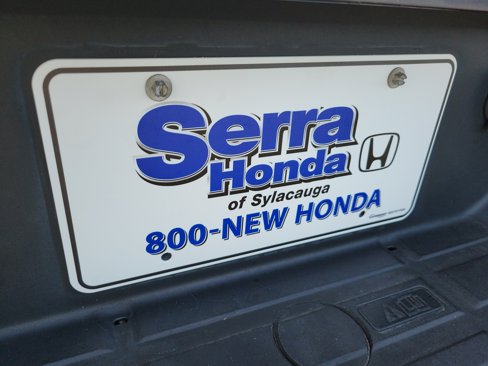 Serra
Honda
of Sylacauga
800-NEW HONDA